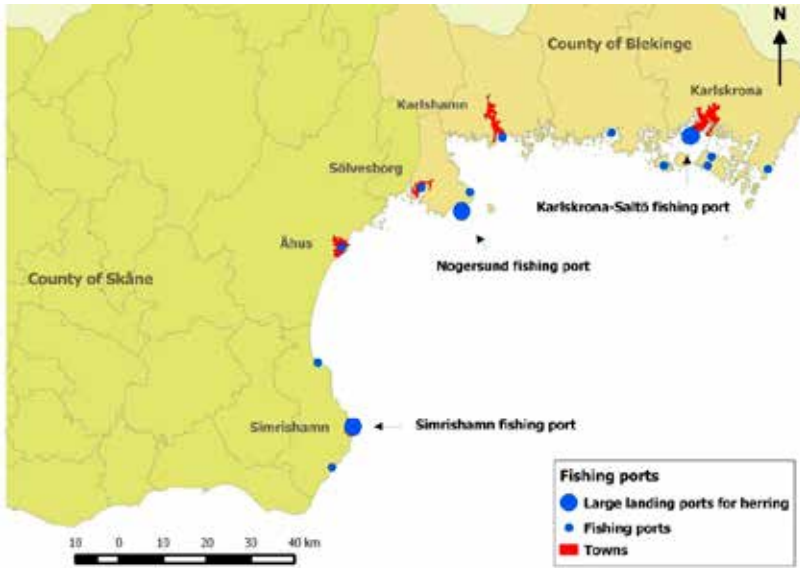 N
County of Blekinge
Karlskrona
Karlshamn
Sölvesborg
Karlskrona-Saltö fishing port
Åhus
Nogersund fishing port
County of Skåne
Simrishamn
Simrishamn fishing port
Fishing ports
Large landing ports for herring
Fishing ports
Towns
10 0 10 20 30 40 km